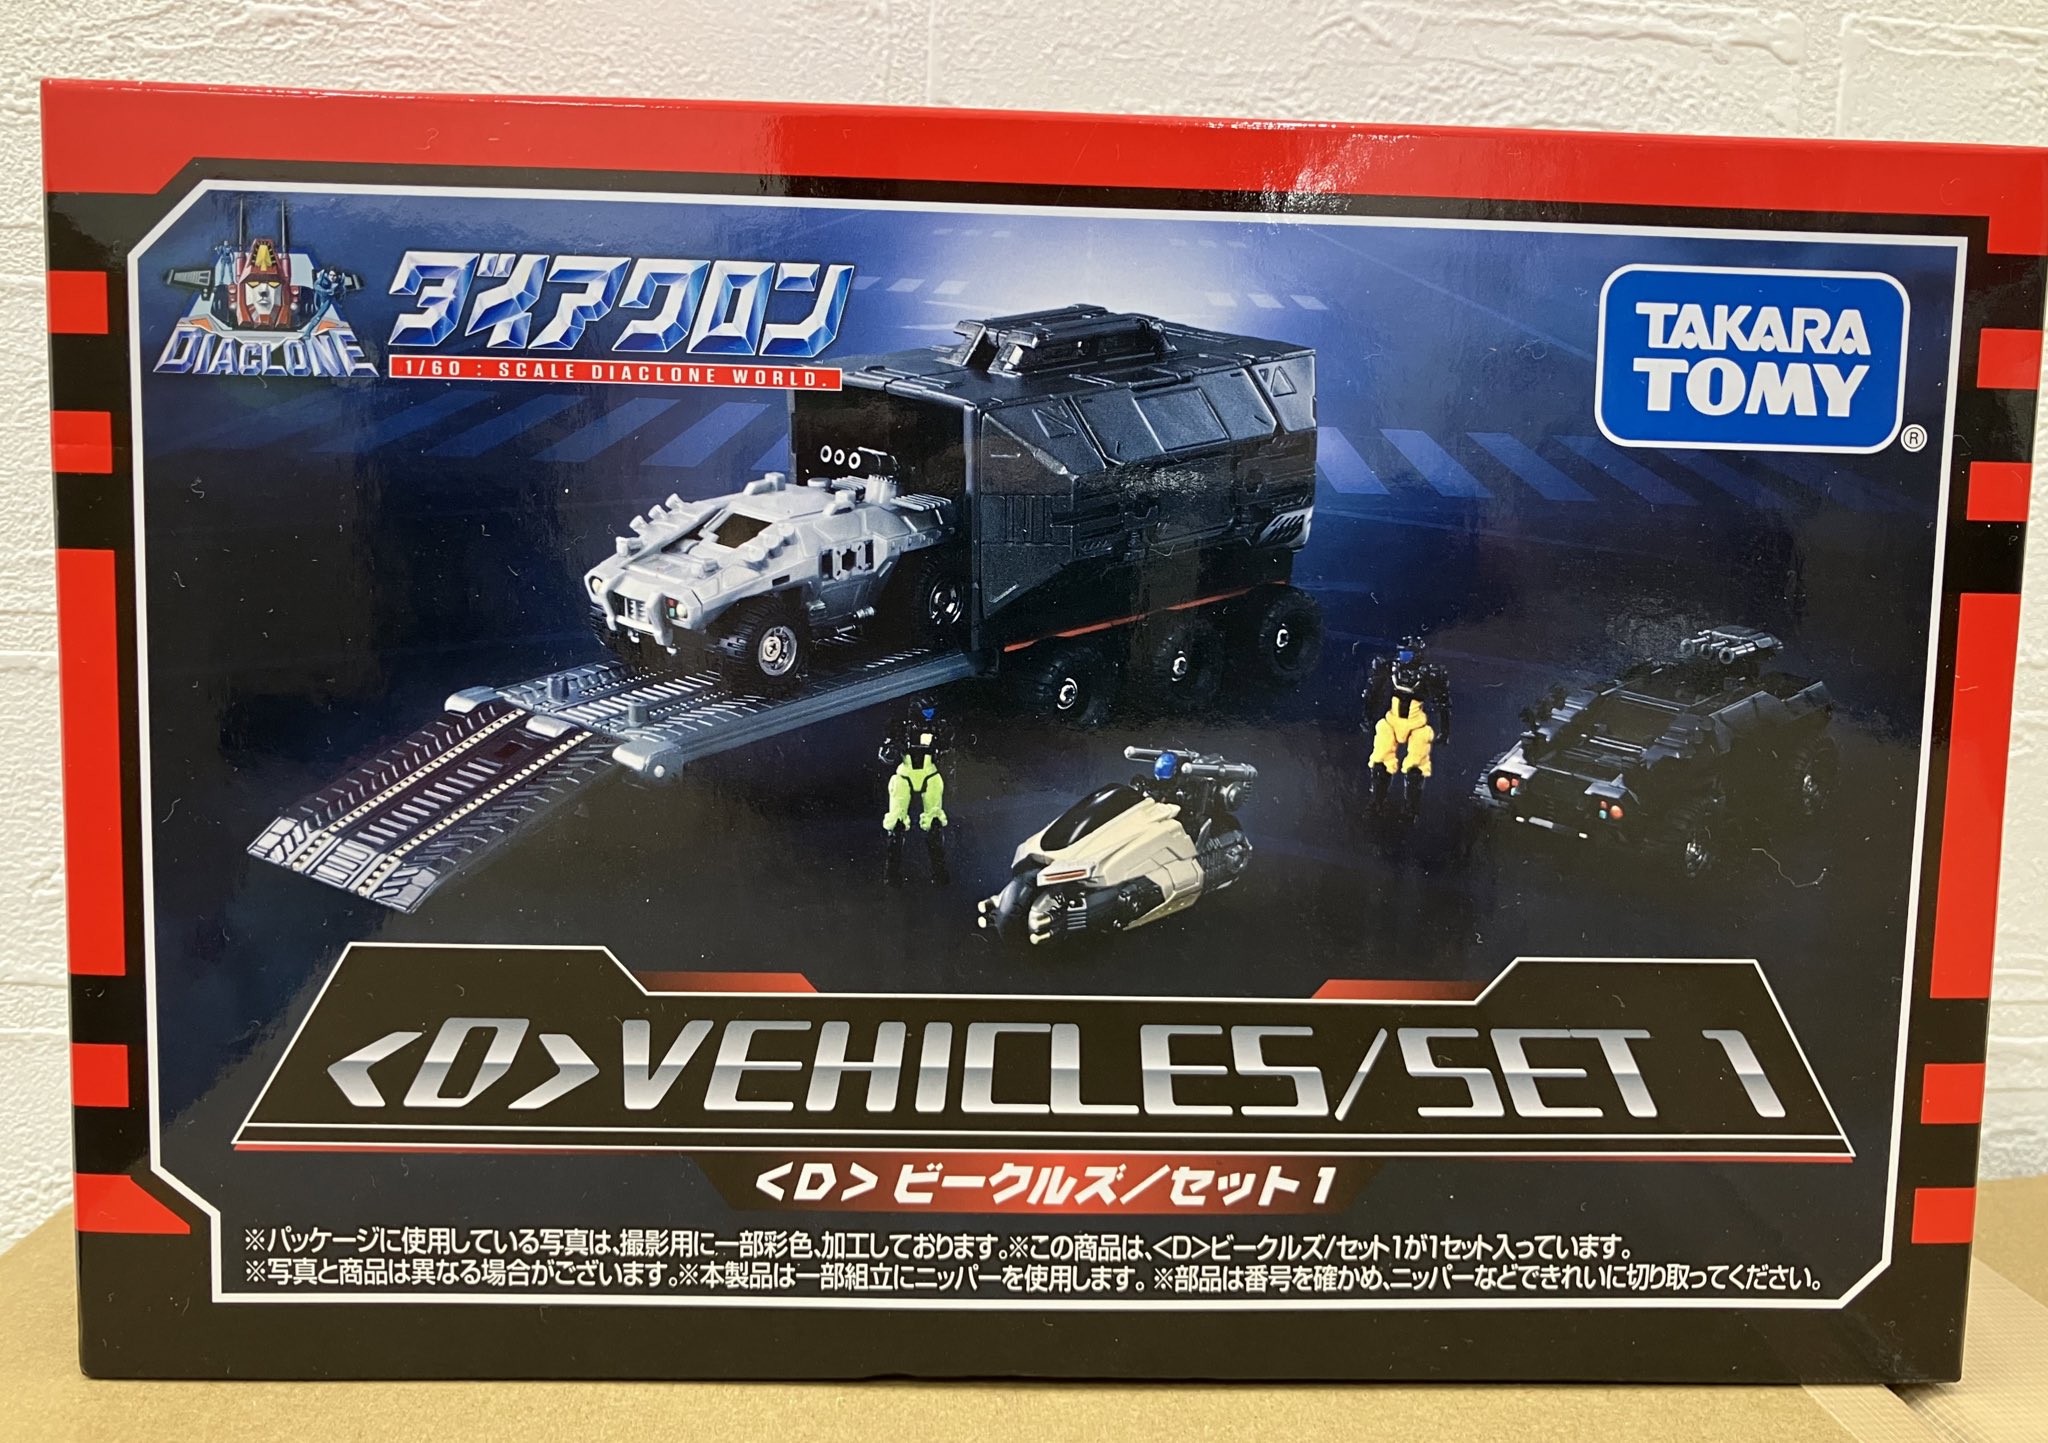 DIACLONE
ダイアクロン
1/60 : SCALE DIACLONE WORLD.
TAKARA
TOMY
®
<D>VEHICLES/SET 1
<D>ビークルズ/セット1
※パッケージに使用している写真は、撮影用に一部彩色、加工しております。※この商品は、<D>ビークルズ/セット1が1セット入っています。
※写真と商品は異なる場合がございます。※本製品は一部組立にニッパーを使用します。※部品は番号を確かめ、ニッパーなどできれいに切り取ってください。